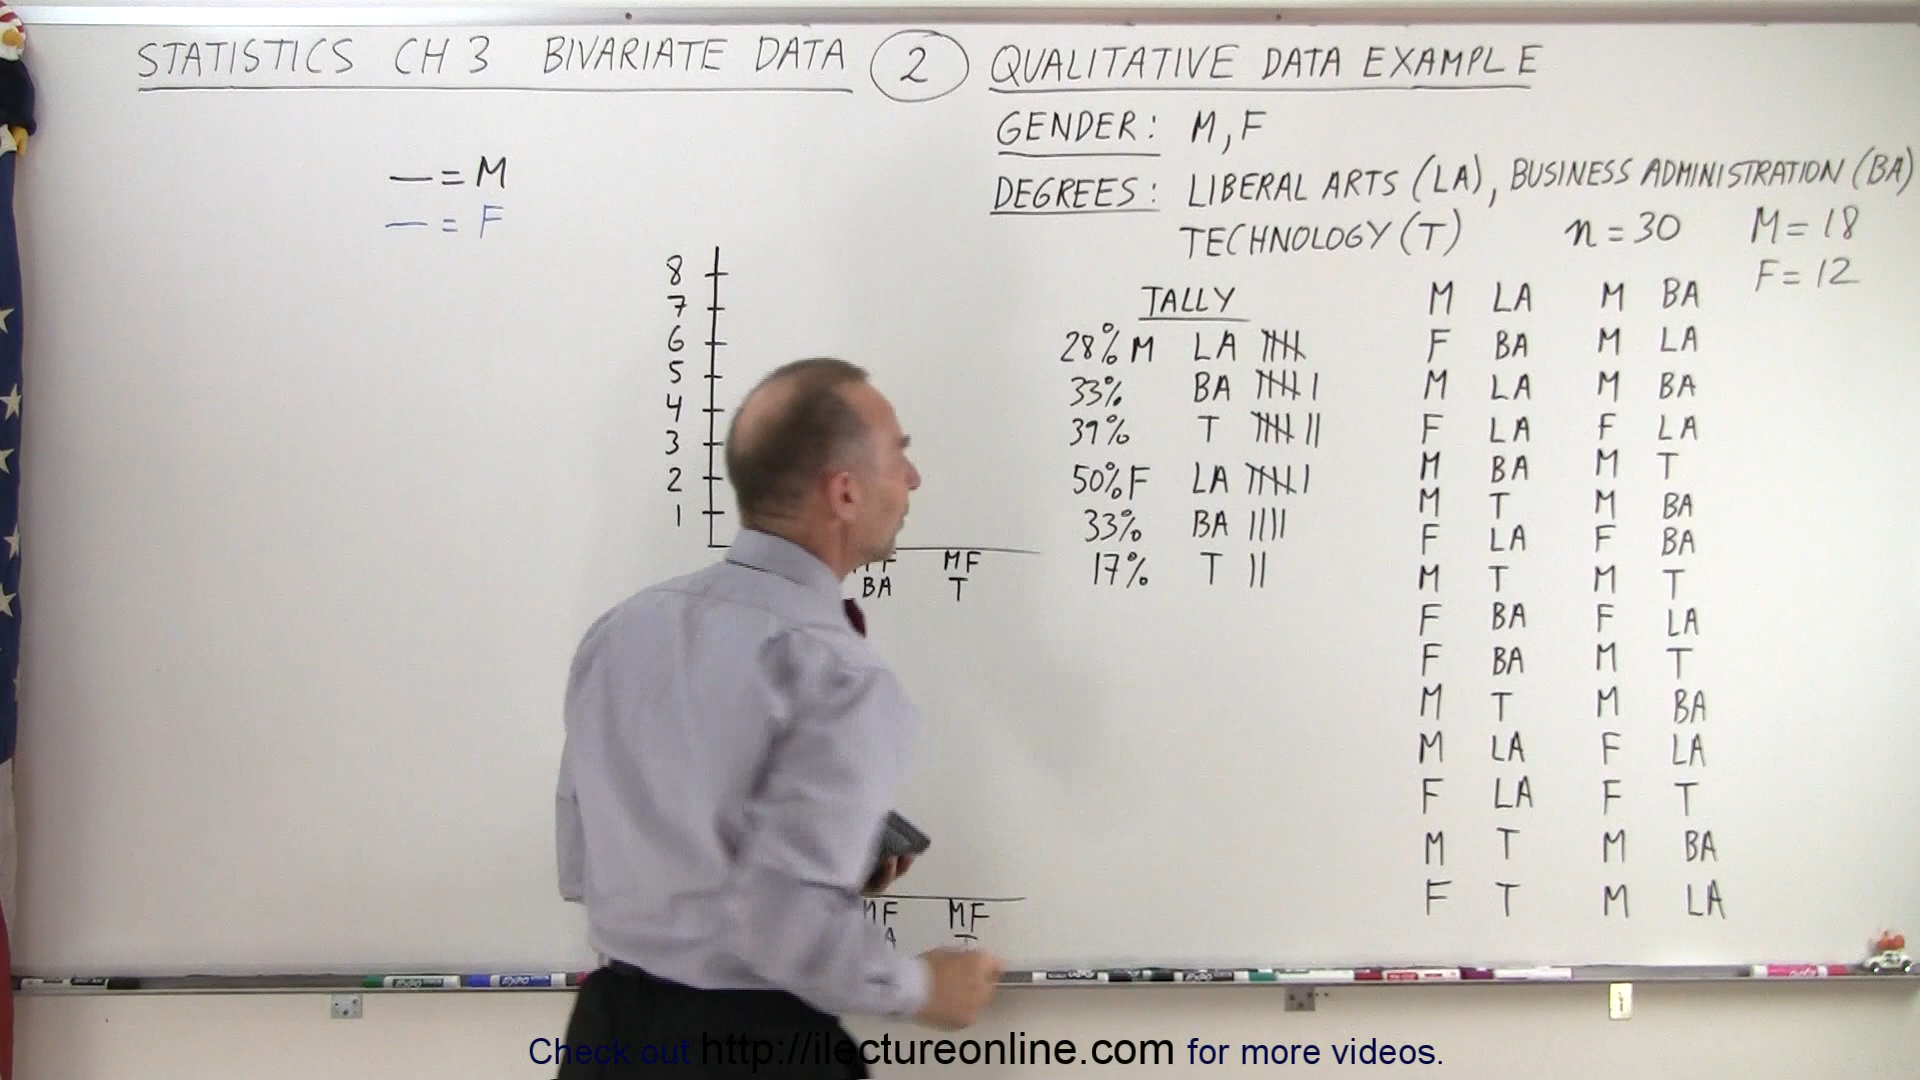 STATISTICS CH 3 BIVARIATE DATA 2 QUALITATIVE DATA EXAMPLE
GENDER: M, F
DEGREES: LIBERAL ARTS (LA), BUSINESS ADMINISTRATION (BA)
TECHNOLOGY (T) n = 30 M = 18
F = 12
— = M
— = F
8
7
6
5
4
3
2
1
MF
BA T
MF MF
TALLY
28% M LA
33% BA
39% T
50% F LA
33% BA
17% T
M LA M BA
F BA M LA
M LA M BA
F LA F LA
M BA M T
M T M BA
F LA F BA
M T M T
F BA F LA
F BA M T
M T M BA
M LA F LA
F LA F T
M T M BA
F T M LA
EXPO EXPO
Check out http://ilectureonline.com for more videos.